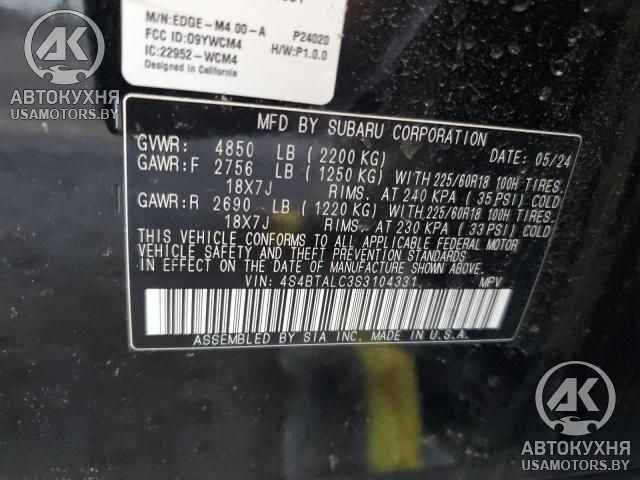 M/N:EDGE-M4 00-A P24020
FCC ID:O9YWCM4 H/W:P1.0.0
IC:22952-WCM4
Designed in California
AK
АВТОКУХНЯ
USAMOTORS.BY
MFD BY SUBARU CORPORATION
GVWR: 4850 LB (2200 KG) DATE: 05/24
GAWR:F 2756 LB (1250 KG) WITH 225/60R18 100H TIRES.
18X7J RIMS. AT 240 KPA (35 PSI) COLD
GAWR:R 2690 LB (1220 KG) WITH 225/60R18 100H TIRES.
18X7J RIMS. AT 230 KPA (33 PSI) COLD
THIS VEHICLE CONFORMS TO ALL APPLICABLE FEDERAL MOTOR
VEHICLE SAFETY AND THEFT PREVENTION STANDARDS IN EFFECT ON THE
DATE OF MANUFACTURE SHOWN ABOVE.
VIN: 4S4BTALC3S3104331 MPV
ASSEMBLED BY SIA INC. MADE IN U.S.A.
AK
АВТОКУХНЯ
USAMOTORS.BY